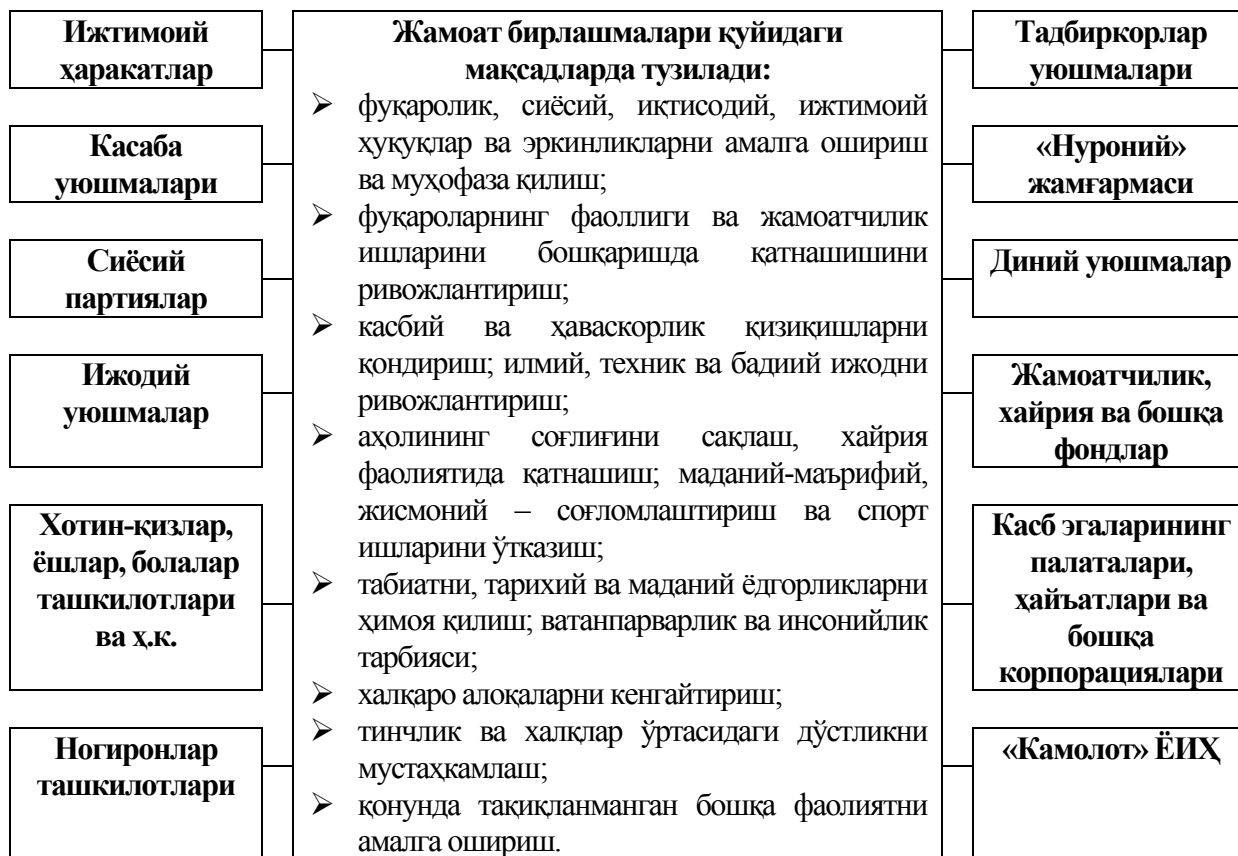 Ижтимоий
ҳаракатлар
Касаба
уюшмалари
Сиёсий
партиялар
Ижодий
уюшмалар
Хотин-қизлар,
ёшлар, болалар
ташкилотлари
ва ҳ.к.
Ногиронлар
ташкилотлари
Жамоат бирлашмалари қуйидаги
мақсадларда тузилади:
➢ фуқаролик, сиёсий, иқтисодий, ижтимоий
ҳуқуқлар ва эркинликларни амалга ошириш
ва муҳофаза қилиш;
➢ фуқароларнинг фаоллиги ва жамоатчилик
ишларини бошқаришда қатнашишини
ривожлантириш;
➢ касбий ва ҳаваскорлик қизиқишларни
қондириш; илмий, техник ва бадиий ижодни
ривожлантириш;
➢ аҳолининг соғлиғини сақлаш, хайрия
фаолиятида қатнашиш; маданий-маърифий,
жисмоний – соғломлаштириш ва спорт
ишларини ўтказиш;
➢ табиатни, тарихий ва маданий ёдгорликларни
ҳимоя қилиш; ватанпарварлик ва инсонийлик
тарбияси;
➢ халқаро алоқаларни кенгайтириш;
➢ тинчлик ва халқлар ўртасидаги дўстликни
мустаҳкамлаш;
➢ қонунда тақиқланманган бошқа фаолиятни
амалга ошириш.
Тадбиркорлар
уюшмалари
«Нуроний»
жамғармаси
Диний уюшмалар
Жамоатчилик,
хайрия ва бошқа
фондлар
Касб эгаларининг
палаталари,
ҳайъатлари ва
бошқа
корпорациялари
«Камолот» ЁИҲ